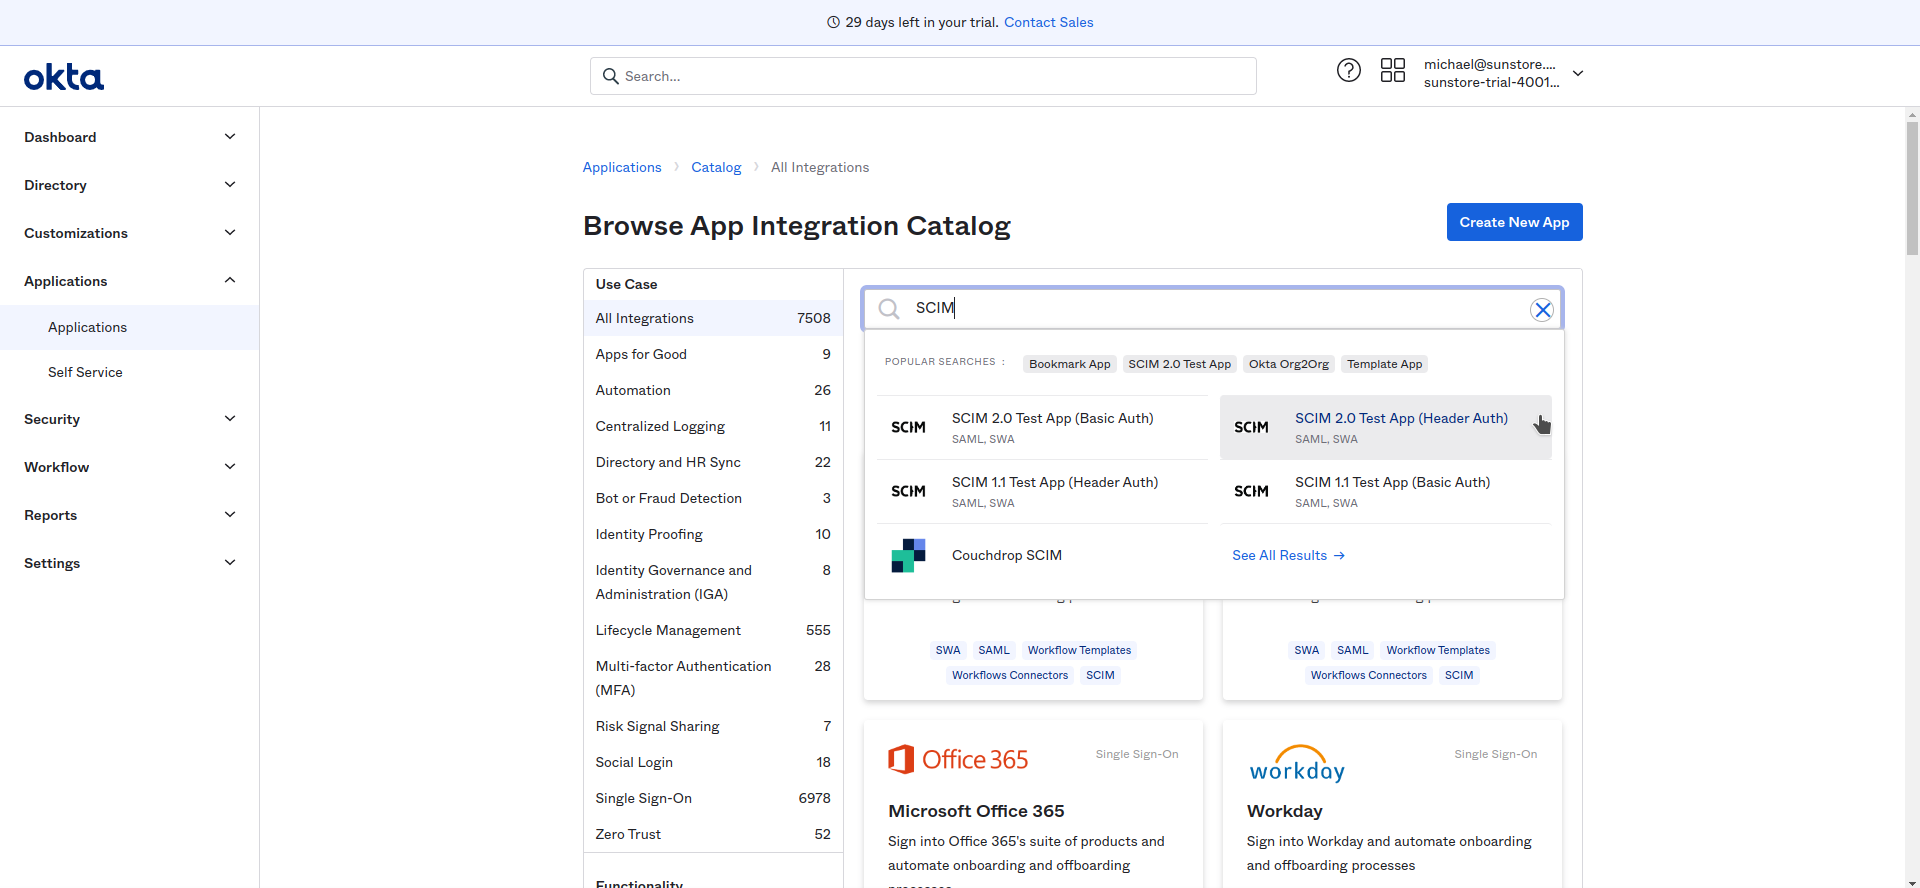 29 days left in your trial. Contact Sales
okta
Search...
michael@sunstore....
sunstore-trial-4001...
Dashboard
Directory
Customizations
Applications
Applications
Self Service
Security
Workflow
Reports
Settings
Applications
Catalog
All Integrations
Browse App Integration Catalog
Create New App
Use Case
All Integrations 7508
Apps for Good 9
Automation 26
Centralized Logging 11
Directory and HR Sync 22
Bot or Fraud Detection 3
Identity Proofing 10
Identity Governance and 8
Administration (IGA)
Lifecycle Management 555
Multi-factor Authentication 28
(MFA)
Risk Signal Sharing 7
Social Login 18
Single Sign-On 6978
Zero Trust 52
Functionality
SCIM
POPULAR SEARCHES :
Bookmark App
SCIM 2.0 Test App
Okta Org2Org
Template App
SCIM
SCIM 2.0 Test App (Basic Auth)
SAML, SWA
SCIM
SCIM 2.0 Test App (Header Auth)
SAML, SWA
SCIM
SCIM 1.1 Test App (Header Auth)
SAML, SWA
SCIM
SCIM 1.1 Test App (Basic Auth)
SAML, SWA
Couchdrop SCIM
See All Results →
SWA SAML Workflow Templates
Workflows Connectors SCIM
SWA SAML Workflow Templates
Workflows Connectors SCIM
Office 365
Single Sign-On
Microsoft Office 365
Sign into Office 365's suite of products and
automate onboarding and offboarding
workday
Single Sign-On
Workday
Sign into Workday and automate onboarding
and offboarding processes